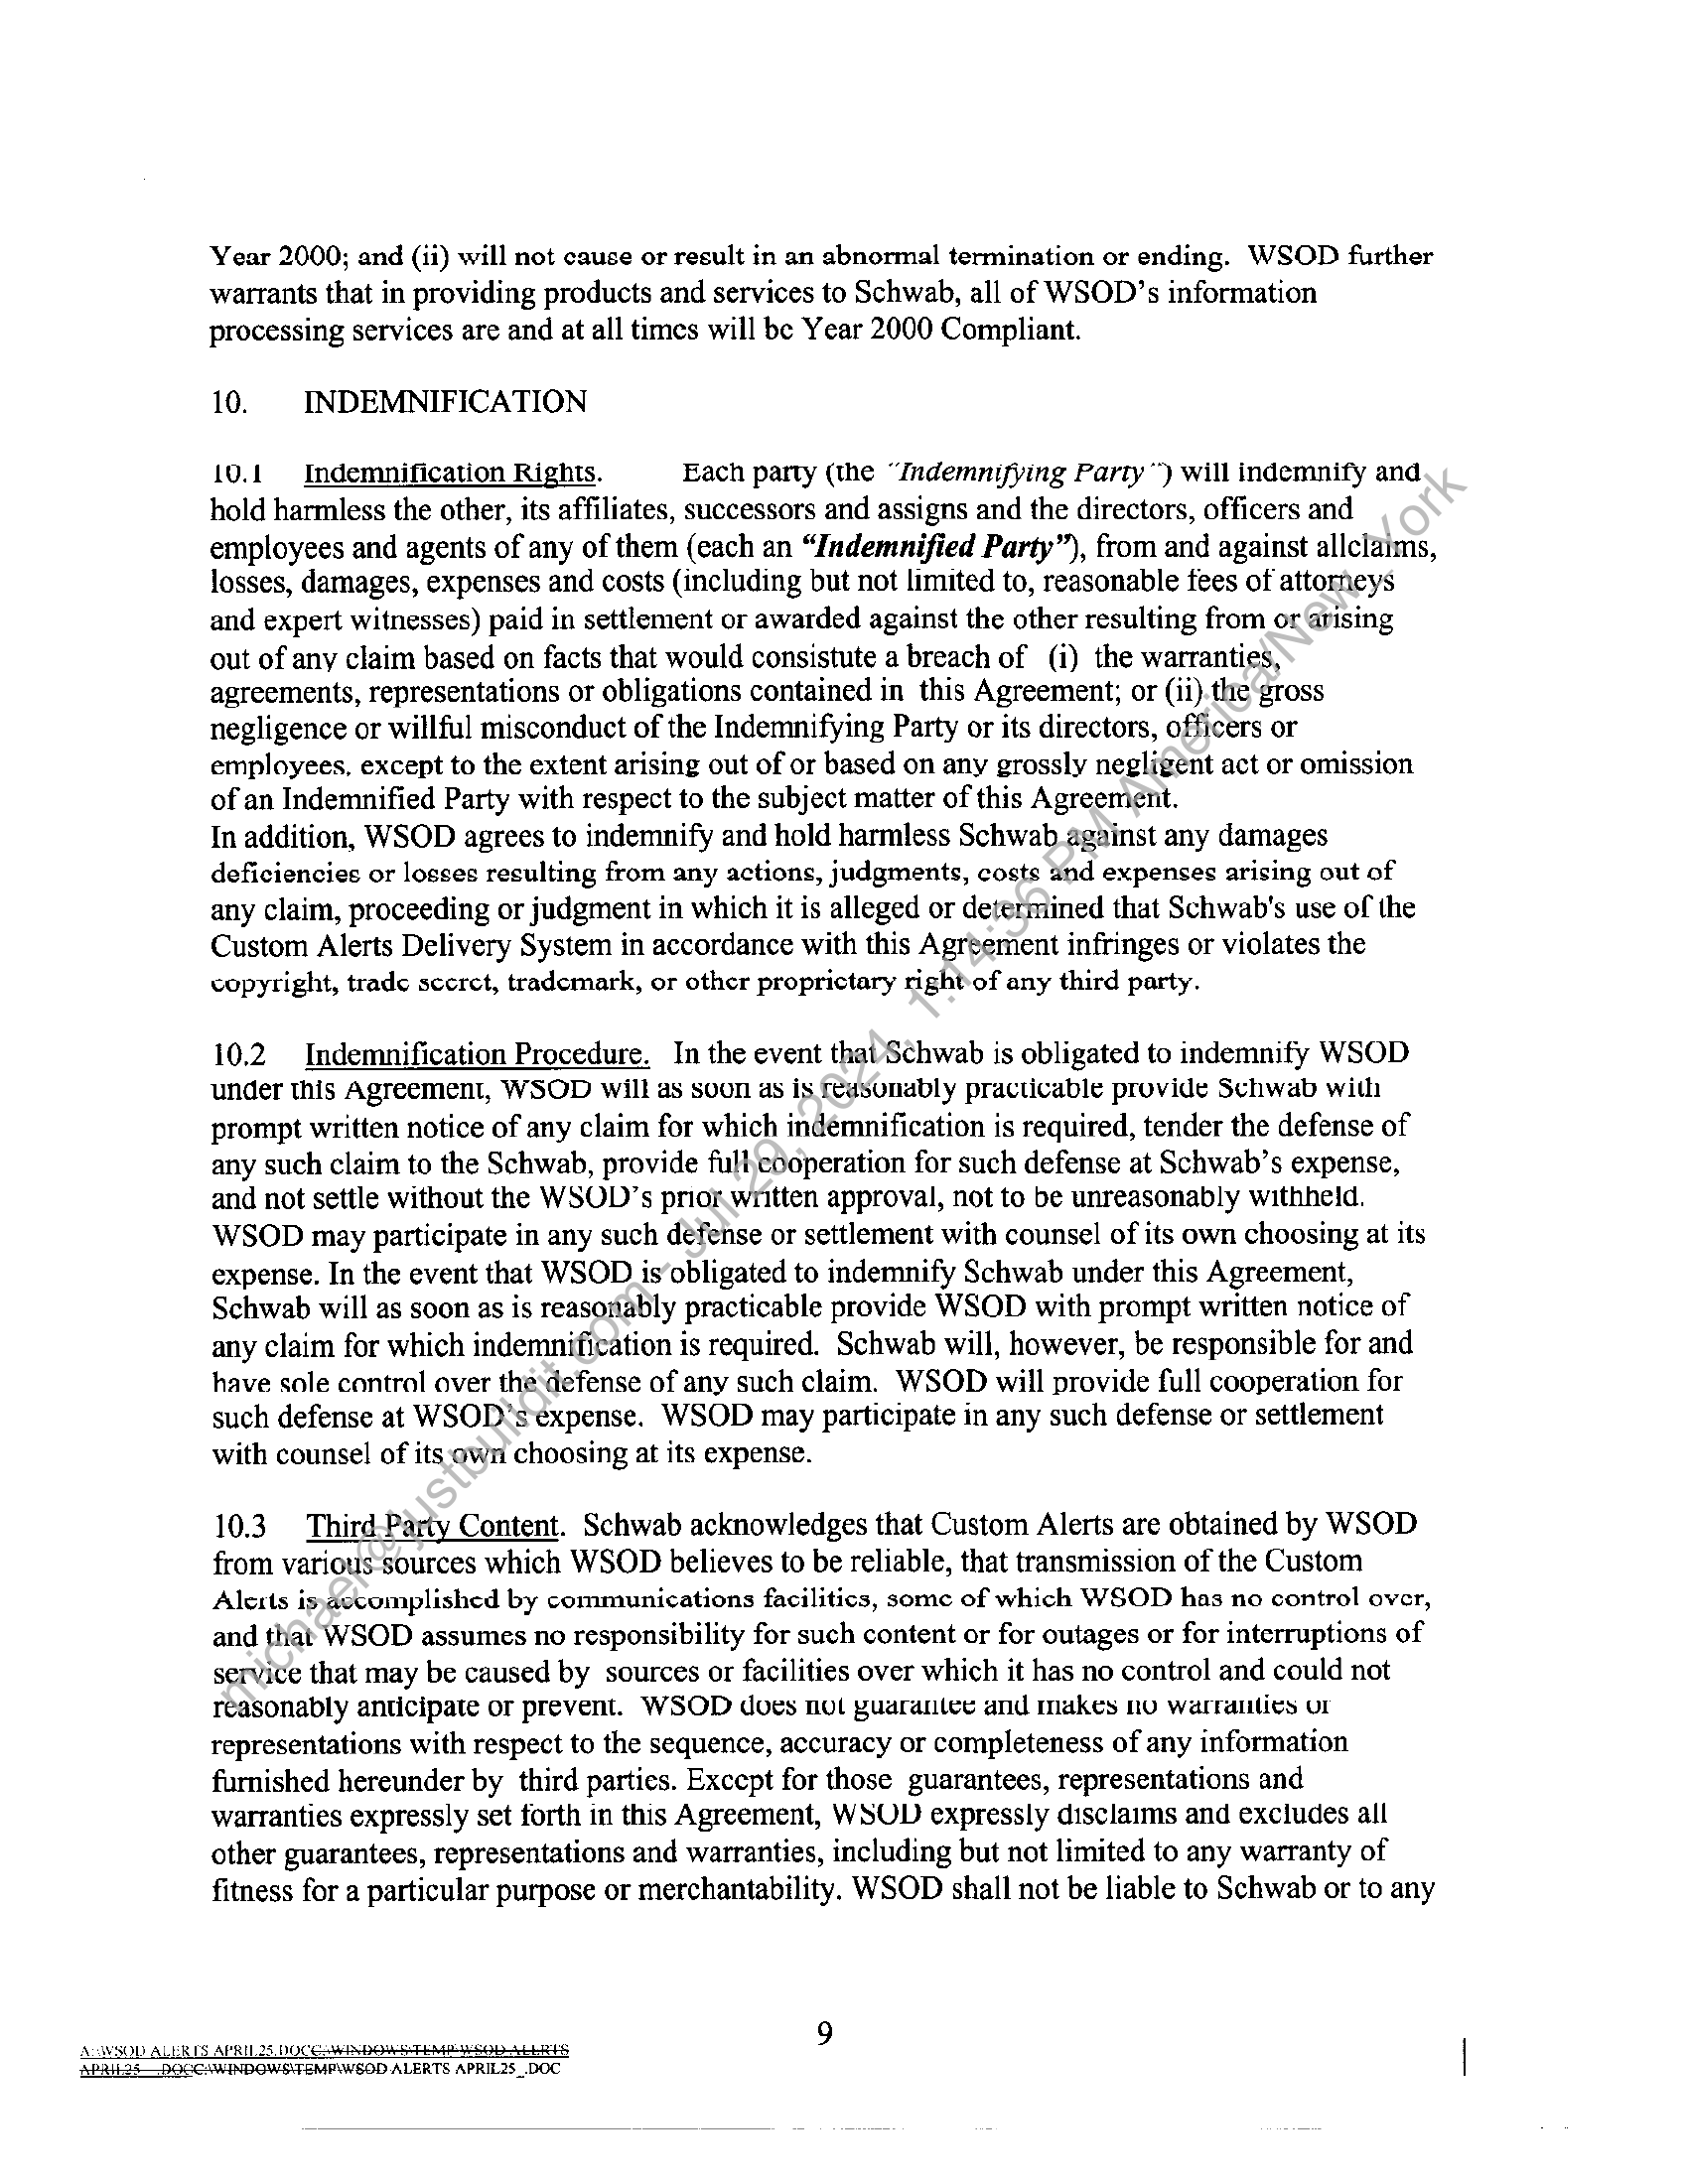 Year 2000; and (ii) will not cause or result in an abnormal termination or ending.  WSOD further
warrants that in providing products and services to Schwab, all of WSOD's information
processing services are and at all times will be Year 2000 Compliant.
10. INDEMNIFICATION
10.1 Indemnification Rights. Each party (the "Indemnifying Party") will indemnify and
hold harmless the other, its affiliates, successors and assigns and the directors, officers and
employees and agents of any of them (each an “Indemnified Party”), from and against allclaims,
losses, damages, expenses and costs (including but not limited to, reasonable fees of attorneys
and expert witnesses) paid in settlement or awarded against the other resulting from or arising
out of any claim based on facts that would consistute a breach of (i) the warranties,
agreements, representations or obligations contained in this Agreement; or (ii) the gross
negligence or willful misconduct of the Indemnifying Party or its directors, officers or
employees, except to the extent arising out of or based on any grossly negligent act or omission
of an Indemnified Party with respect to the subject matter of this Agreement.
In addition, WSOD agrees to indemnify and hold harmless Schwab against any damages
deficiencies or losses resulting from any actions, judgments, costs and expenses arising out of
any claim, proceeding or judgment in which it is alleged or determined that Schwab's use of the
Custom Alerts Delivery System in accordance with this Agreement infringes or violates the
copyright, trade secret, trademark, or other proprietary right of any third party.
10.2 Indemnification Procedure. In the event that Schwab is obligated to indemnify WSOD
under this Agreement, WSOD will as soon as is reasonably practicable provide Schwab with
prompt written notice of any claim for which indemnification is required, tender the defense of
any such claim to the Schwab, provide full cooperation for such defense at Schwab's expense,
and not settle without the WSOD's prior written approval, not to be unreasonably withheld.
WSOD may participate in any such defense or settlement with counsel of its own choosing at its
expense. In the event that WSOD is obligated to indemnify Schwab under this Agreement,
Schwab will as soon as is reasonably practicable provide WSOD with prompt written notice of
any claim for which indemnification is required. Schwab will, however, be responsible for and
have sole control over the defense of any such claim. WSOD will provide full cooperation for
such defense at WSOD's expense. WSOD may participate in any such defense or settlement
with counsel of its own choosing at its expense.
10.3 Third Party Content. Schwab acknowledges that Custom Alerts are obtained by WSOD
from various sources which WSOD believes to be reliable, that transmission of the Custom
Alerts is accomplished by communications facilities, some of which WSOD has no control over,
and that WSOD assumes no responsibility for such content or for outages or for interruptions of
service that may be caused by sources or facilities over which it has no control and could not
reasonably anticipate or prevent. WSOD does not guarantee and makes no warranties or
representations with respect to the sequence, accuracy or completeness of any information
furnished hereunder by third parties. Except for those guarantees, representations and
warranties expressly set forth in this Agreement, WSOD expressly disclaims and excludes all
other guarantees, representations and warranties, including but not limited to any warranty of
fitness for a particular purpose or merchantability. WSOD shall not be liable to Schwab or to any
9
A:\WSOD ALERTS APRIL25.DOCC:\WINDOWS\TEMP\WSOD ALERTS
APRIL25_.DOCC:\WINDOWS\TEMP\WSOD ALERTS APRIL25_.DOC
michael@justbuildit.com - Jul 29, 2024, 1:14:36 PM America/New_York